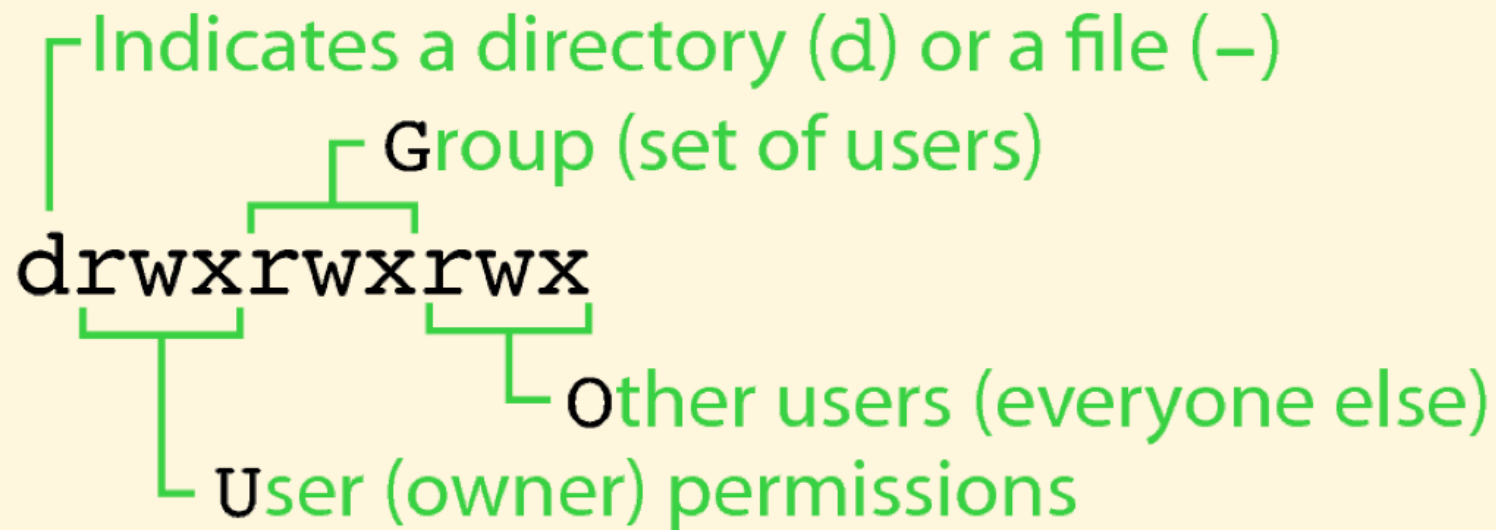 Indicates a directory (d) or a file (–)
Group (set of users)
drwxrwxrwx
Other users (everyone else)
User (owner) permissions